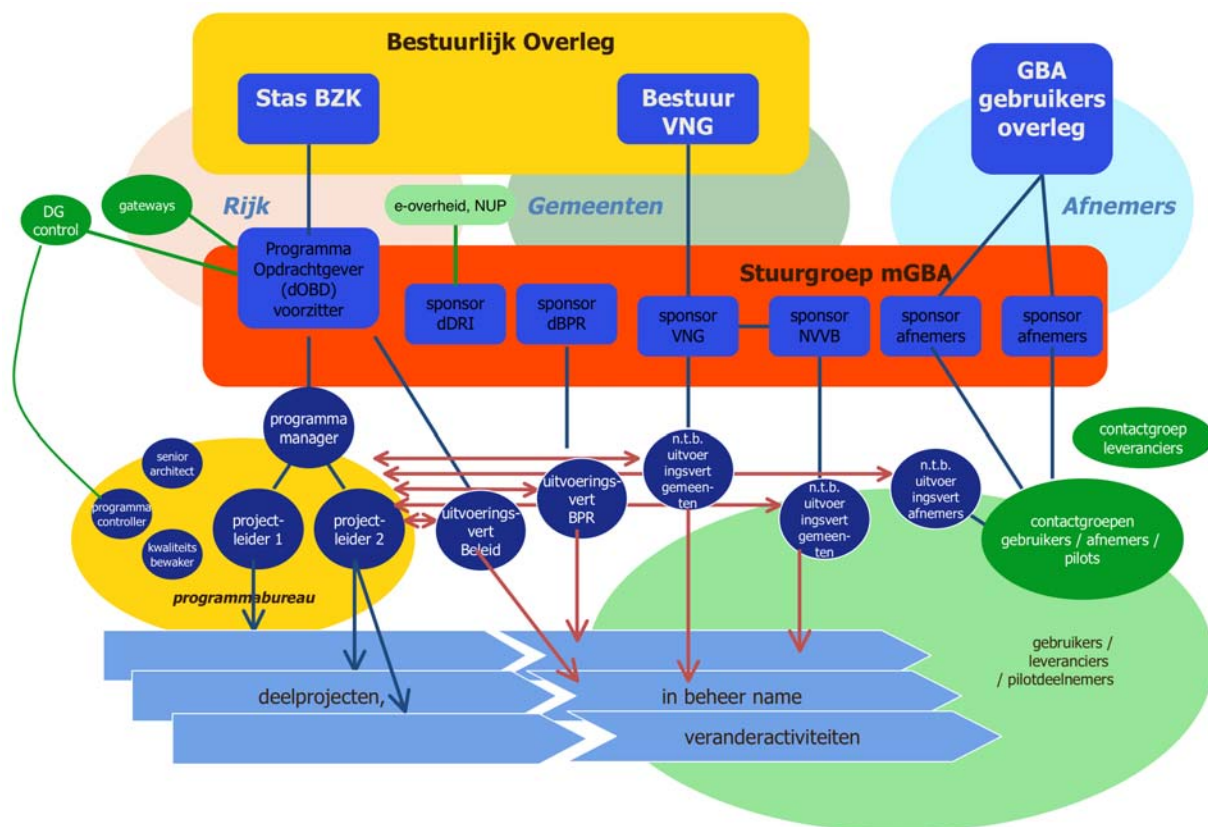 Bestuurlijk Overleg
Stas BZK
Bestuur
VNG
GBA
gebruikers
overleg
DG
control
gateways
Rijk
e-overheid, NUP
Gemeenten
Afnemers
Programma
Opdrachtgever
(dOBD)
voorzitter
Stuurgroep mGBA
sponsor
dDRI
sponsor
dBPR
sponsor
VNG
sponsor
NVVB
sponsor
afnemers
sponsor
afnemers
programma
manager
senior
architect
programma
controller
kwaliteits
bewaker
project-
leider 1
project-
leider 2
programmabureau
uitvoerings-
vert
Beleid
uitvoerings-
vert
BPR
n.t.b.
uitvoer
ingsvert
gemeen-
ten
n.t.b.
uitvoer
ingsvert
gemeen-
ten
n.t.b.
uitvoer
ingsvert
afnemers
contactgroep
leveranciers
contactgroepen
gebruikers / afnemers /
pilots
gebruikers /
leveranciers
/ pilotdeelnemers
deelprojecten,
in beheer name
veranderactiviteiten